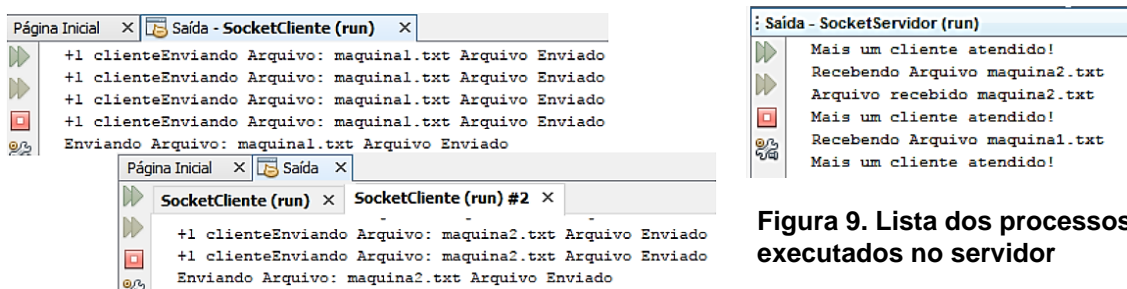 Página Inicial X Saída - SocketCliente (run) X
+1 clienteEnviando Arquivo: maquina1.txt Arquivo Enviado
+1 clienteEnviando Arquivo: maquina1.txt Arquivo Enviado
+1 clienteEnviando Arquivo: maquina1.txt Arquivo Enviado
+1 clienteEnviando Arquivo: maquina1.txt Arquivo Enviado
Enviando Arquivo: maquina1.txt Arquivo Enviado
Página Inicial X Saída X
SocketCliente (run) X SocketCliente (run) #2 X
+1 clienteEnviando Arquivo: maquina2.txt Arquivo Enviado
+1 clienteEnviando Arquivo: maquina2.txt Arquivo Enviado
Enviando Arquivo: maquina2.txt Arquivo Enviado
Saída - SocketServidor (run)
Mais um cliente atendido!
Recebendo Arquivo maquina2.txt
Arquivo recebido maquina2.txt
Mais um cliente atendido!
Recebendo Arquivo maquina1.txt
Mais um cliente atendido!
Figura 9. Lista dos processos
executados no servidor